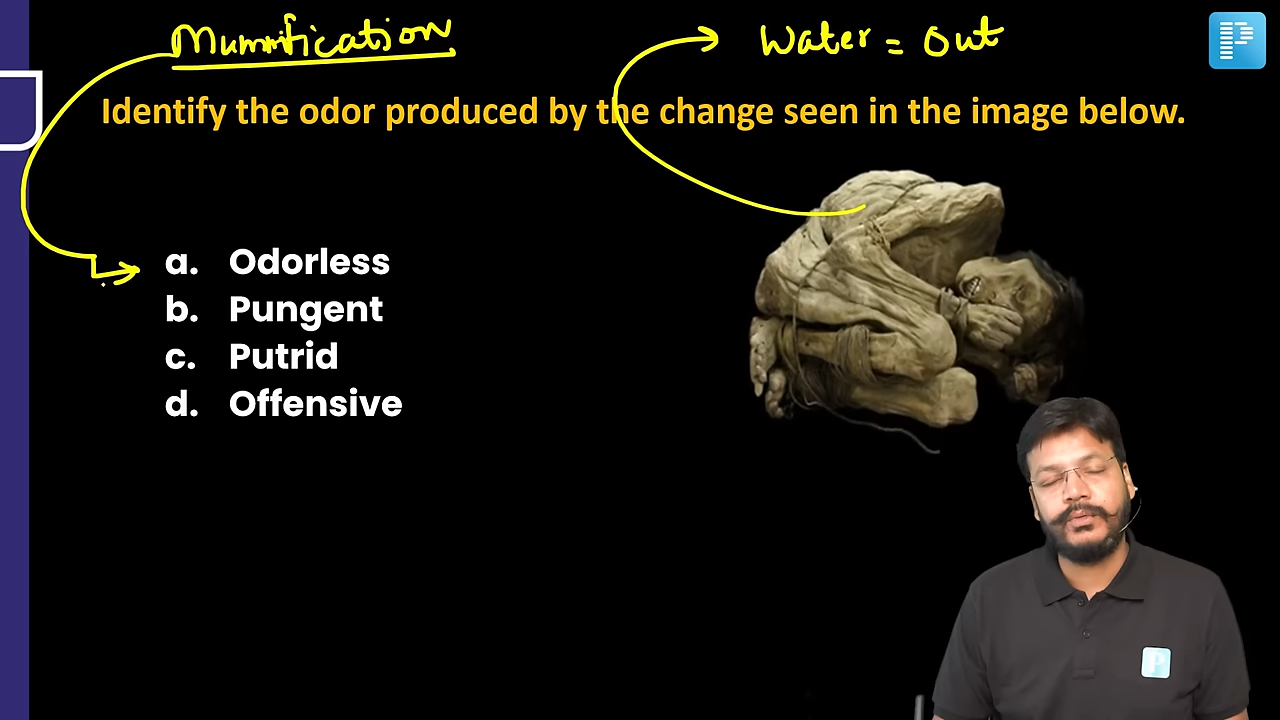 Mummification
Water = Out
Identify the odor produced by the change seen in the image below.
a. Odorless
b. Pungent
c. Putrid
d. Offensive